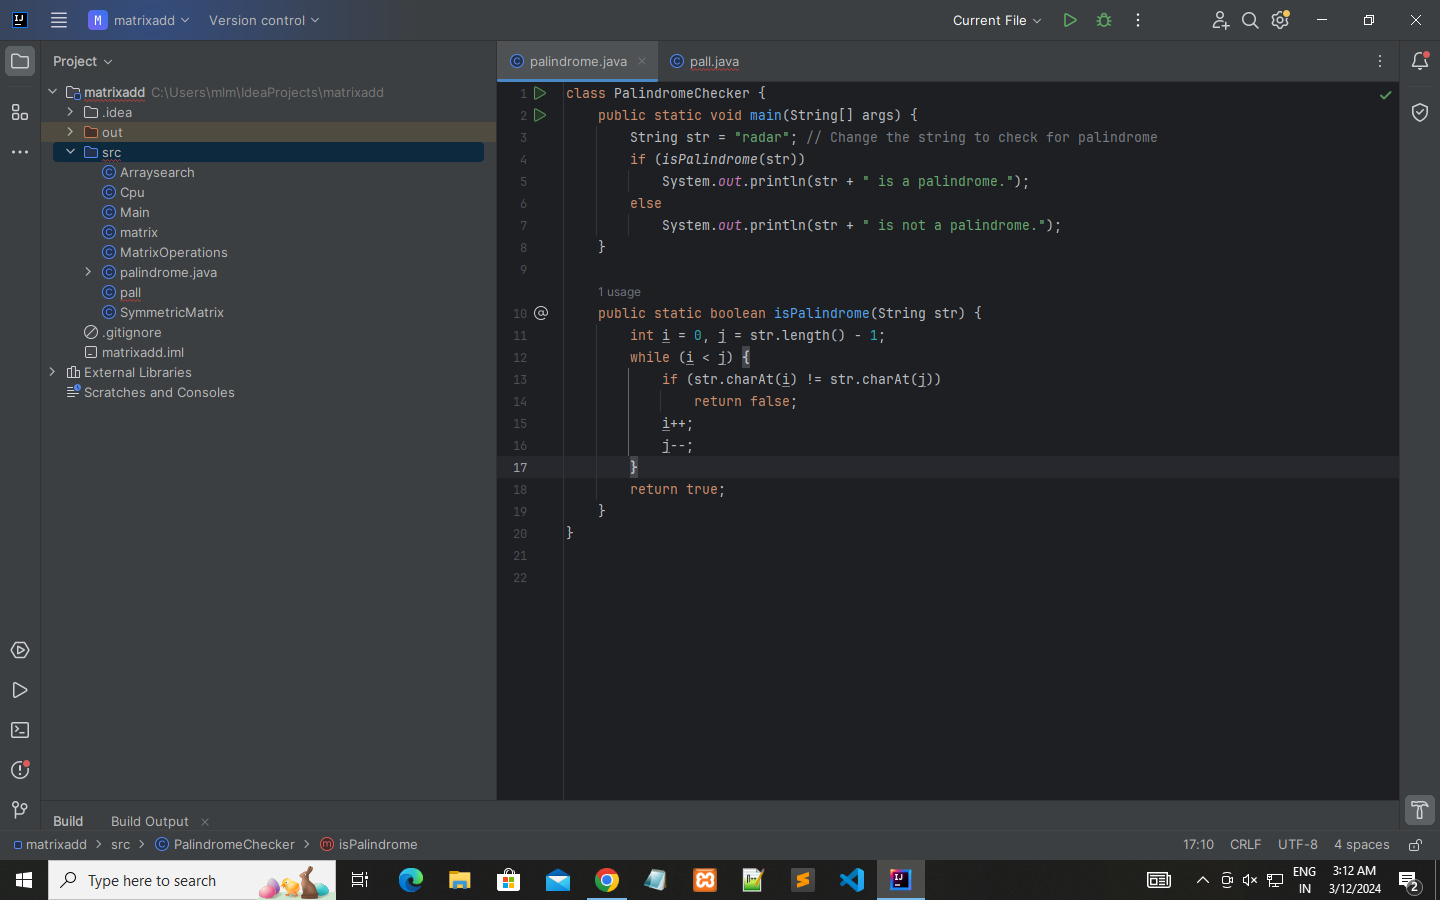 M matrixadd Version control Current File
Project
palindrome.java pall.java
matrixadd C:\Users\mlm\IdeaProjects\matrixadd
.idea
out
src
Arraysearch
Cpu
Main
matrix
MatrixOperations
palindrome.java
pall
SymmetricMatrix
.gitignore
matrixadd.iml
External Libraries
Scratches and Consoles
1 class PalindromeChecker {
2 public static void main(String[] args) {
3 String str = "radar"; // Change the string to check for palindrome
4 if (isPalindrome(str))
5 System.out.println(str + " is a palindrome.");
6 else
7 System.out.println(str + " is not a palindrome.");
8 }
9
1 usage
10 public static boolean isPalindrome(String str) {
11 int i = 0, j = str.length() - 1;
12 while (i < j) {
13 if (str.charAt(i) != str.charAt(j))
14 return false;
15 i++;
16 j--;
17 }
18 return true;
19 }
20 }
21
22
Build Build Output
matrixadd > src > PalindromeChecker > isPalindrome 17:10 CRLF UTF-8 4 spaces
Type here to search
ENG
IN
3:12 AM
3/12/2024
2